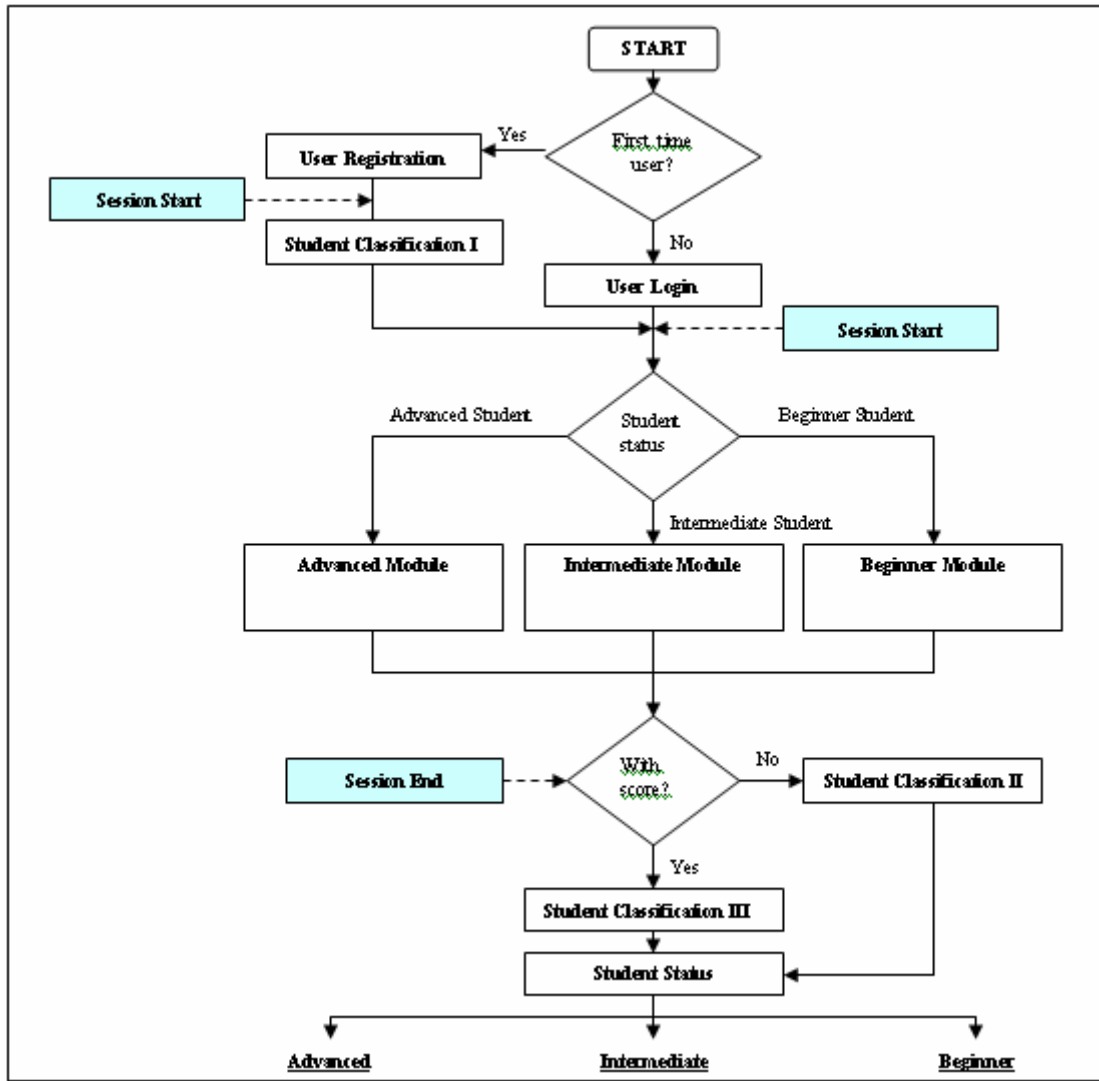 START
First time
user?
Yes
User Registration
Session Start
Student Classification I
No
User Login
Session Start
Advanced Student
Student
status
Beginner Student
Intermediate Student
Advanced Module
Intermediate Module
Beginner Module
Session End
With
score?
No
Student Classification II
Yes
Student Classification III
Student Status
Advanced
Intermediate
Beginner